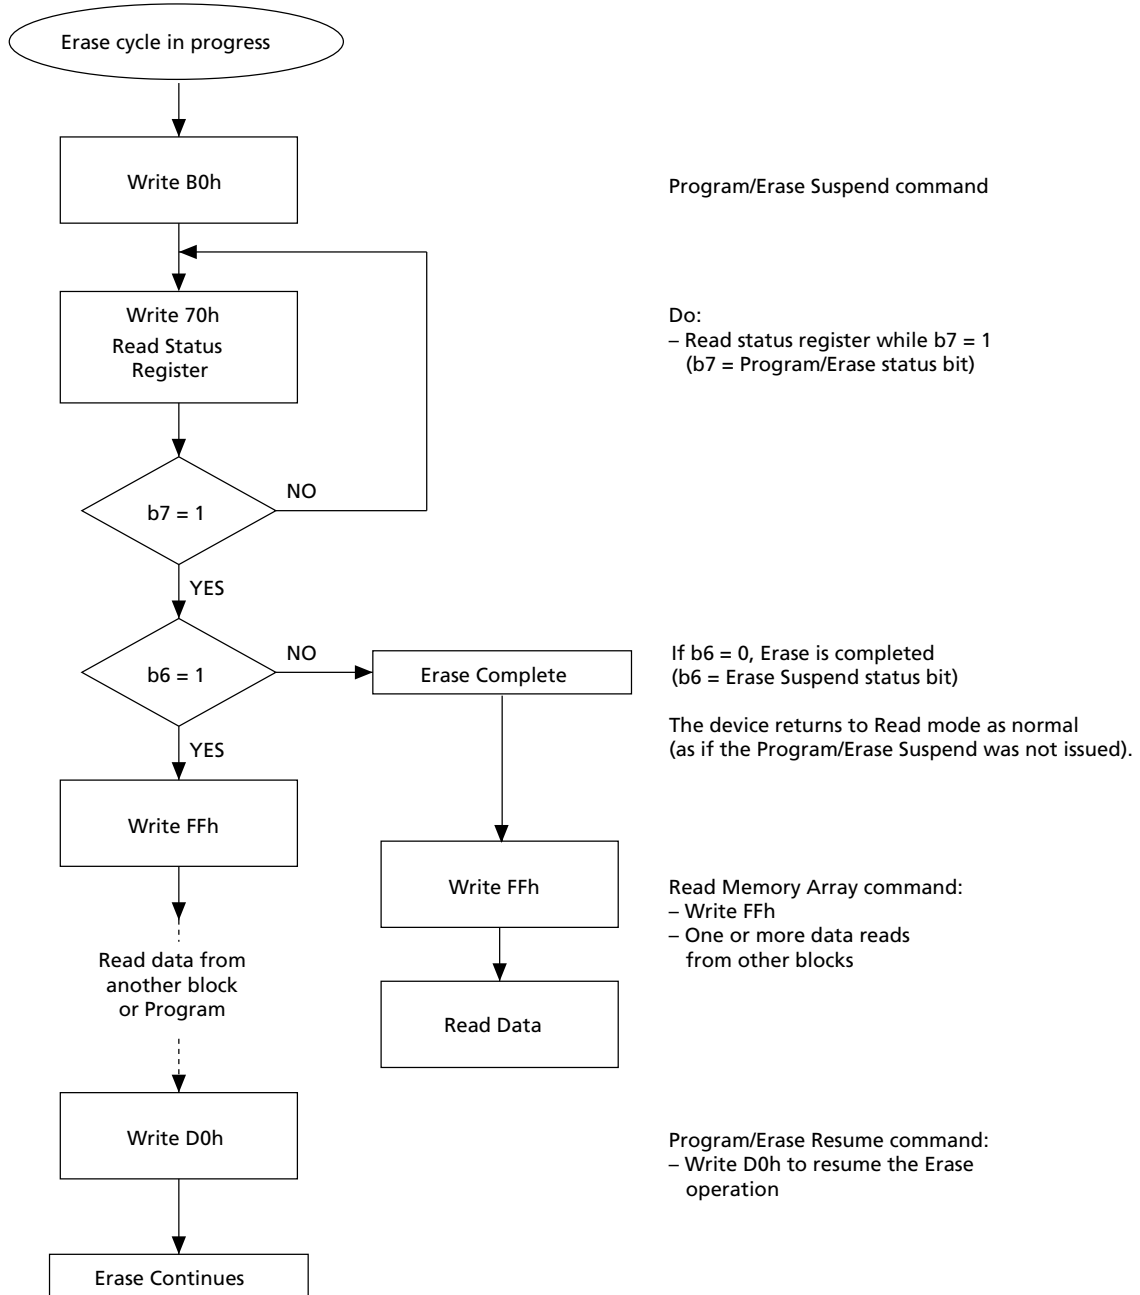 Erase cycle in progress
Write B0h
Program/Erase Suspend command
Write 70h
Read Status
Register
Do:
– Read status register while b7 = 1
(b7 = Program/Erase status bit)
NO
b7 = 1
YES
NO
b6 = 1
Erase Complete
If b6 = 0, Erase is completed
(b6 = Erase Suspend status bit)
The device returns to Read mode as normal
(as if the Program/Erase Suspend was not issued).
YES
Write FFh
Write FFh
Read Memory Array command:
– Write FFh
– One or more data reads
from other blocks
Read data from
another block
or Program
Read Data
Write D0h
Program/Erase Resume command:
– Write D0h to resume the Erase
operation
Erase Continues